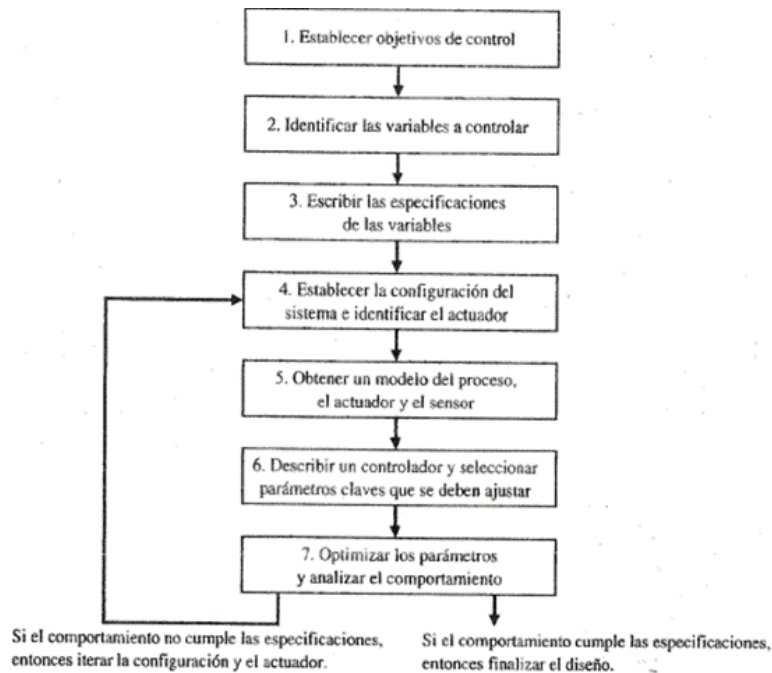 1. Establecer objetivos de control
2. Identificar las variables a controlar
3. Escribir las especificaciones
de las variables
4. Establecer la configuración del
sistema e identificar el actuador
5. Obtener un modelo del proceso,
el actuador y el sensor
6. Describir un controlador y seleccionar
parámetros claves que se deben ajustar
7. Optimizar los parámetros
y analizar el comportamiento
Si el comportamiento no cumple las especificaciones,
entonces iterar la configuración y el actuador.
Si el comportamiento cumple las especificaciones,
entonces finalizar el diseño.